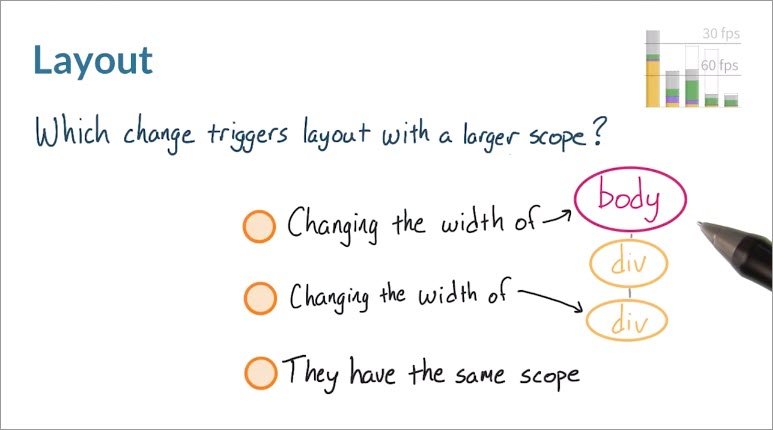 30 fps
Layout
60 fps
Which change triggers layout with a larger scope?
body
Changing the width of
div
Changing the width of
div
They have the same scope